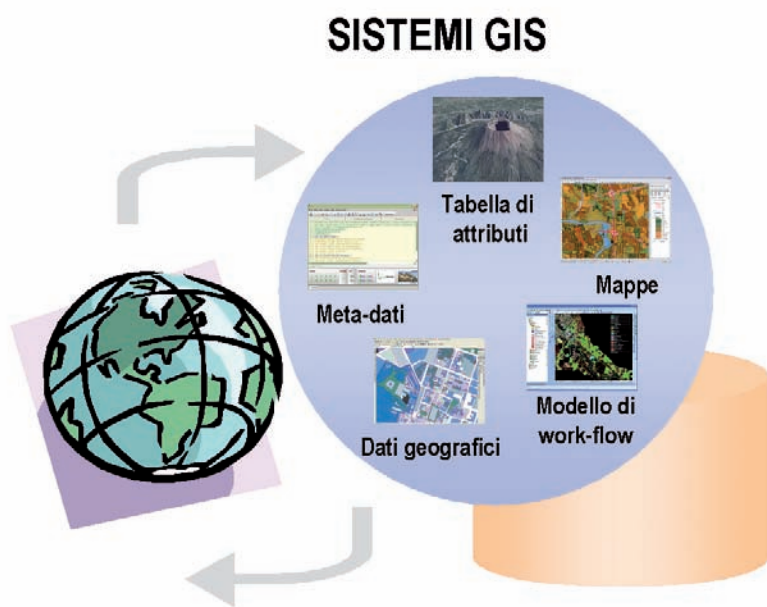 SISTEMI GIS
Tabella di
attributi
Mappe
Meta-dati
Modello di
work-flow
Dati geografici